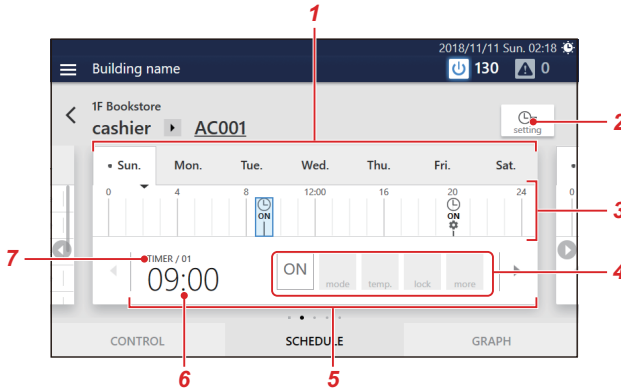 1
2018/11/11 Sun. 02:18
Building name
130
0
1F Bookstore
cashier AC001
setting
2
Sun. Mon. Tue. Wed. Thu. Fri. Sat.
0 4 8 12:00 16 20 24 0
ON ON
3
7
TIMER / 01
09:00
ON mode temp. lock more
4
CONTROL SCHEDULE GRAPH
6 5